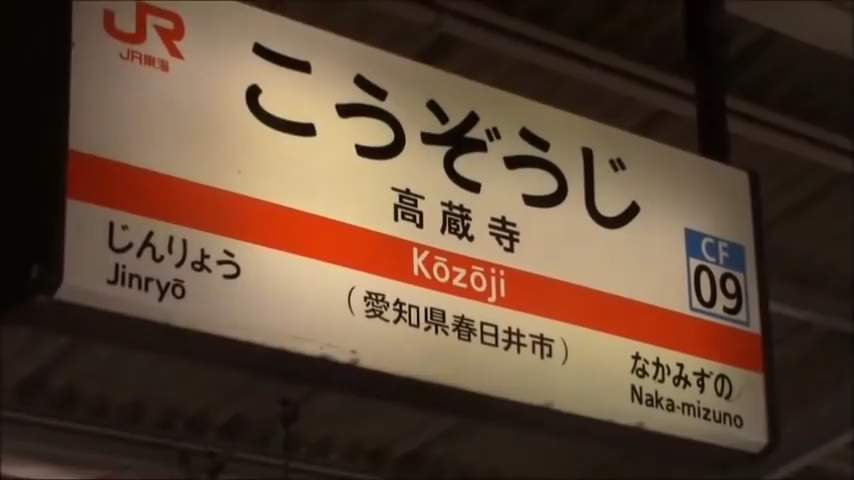 JR
JR東海
こうぞうじ
高蔵寺
Kōzōji
CF
09
じんりょう
Jinryō
(愛知県春日井市)
なかみずの
Naka-mizuno